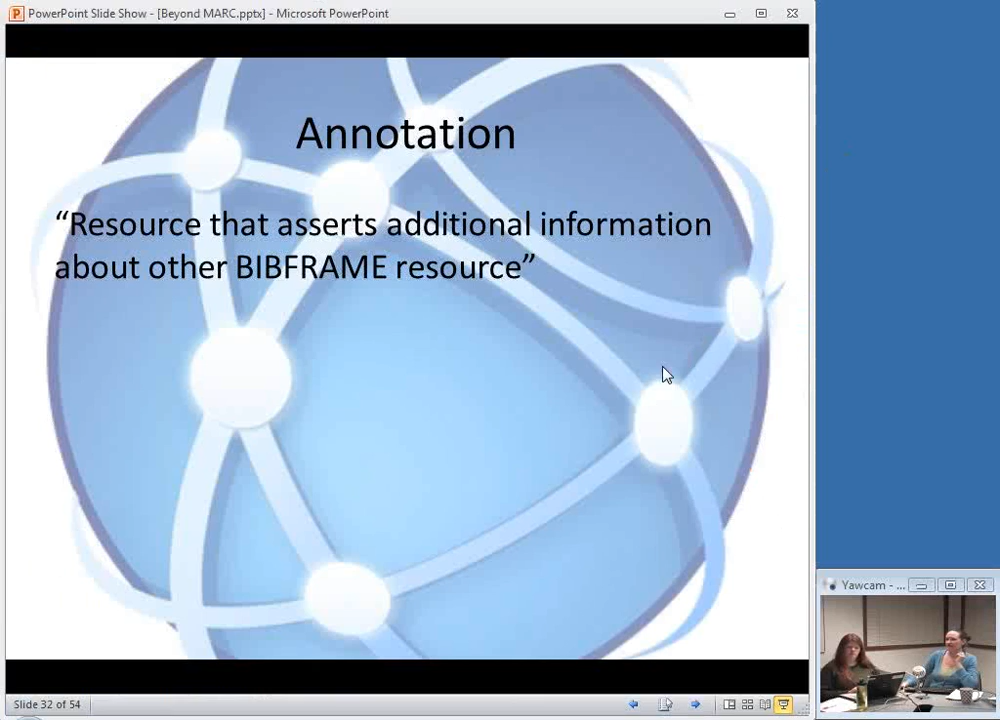 PowerPoint Slide Show - [Beyond MARC.pptx] - Microsoft PowerPoint
Annotation
“Resource that asserts additional information
about other BIBFRAME resource”
Slide 32 of 54
Yawcam - ...